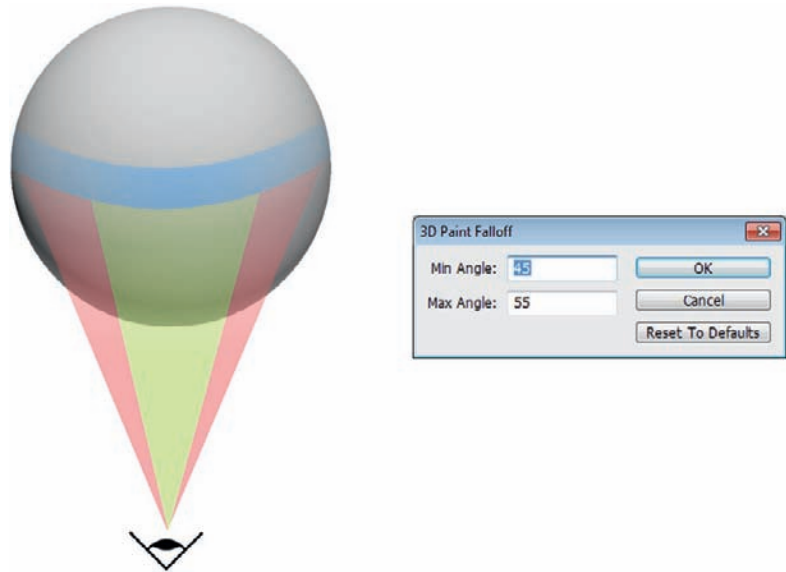 3D Paint Falloff
Min Angle: 45
OK
Max Angle: 55
Cancel
Reset To Defaults